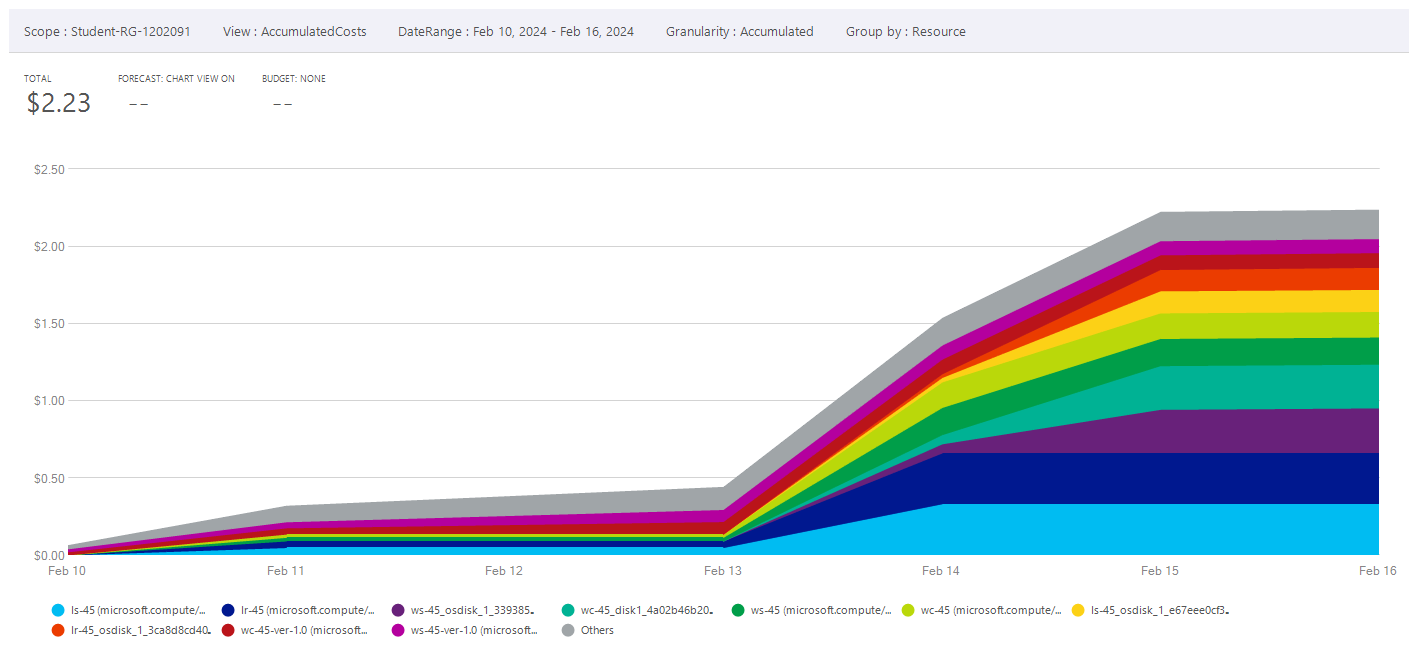 Scope : Student-RG-1202091 View : AccumulatedCosts DateRange : Feb 10, 2024 - Feb 16, 2024 Granularity : Accumulated Group by : Resource
TOTAL FORECAST: CHART VIEW ON BUDGET: NONE
$2.23 -- --
$2.50
$2.00
$1.50
$1.00
$0.50
$0.00
Feb 10 Feb 11 Feb 12 Feb 13 Feb 14 Feb 15 Feb 16
ls-45 (microsoft.compute/... lr-45 (microsoft.compute/... ws-45_osdisk_1_339385... wc-45_disk1_4a02b46b20... ws-45 (microsoft.compute/... wc-45 (microsoft.compute/... ls-45_osdisk_1_e67eee0cf3...
lr-45_osdisk_1_3ca8d8cd40... wc-45-ver-1.0 (microsoft... ws-45-ver-1.0 (microsoft... Others